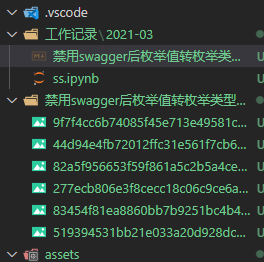 .vscode
工作记录\2021-03
禁用swagger后枚举值转枚举类... U
ss.ipynb U
禁用swagger后枚举值转枚举类型...
9f7f4cc6b74085f45e713e49581c... U
44d94e4fb72012ffc31e561f7cb6... U
82a5f956653f59f861a5c2b5a4ce... U
277ecb806e3f8cecc18c06c9ce6a... U
83454f81ea8860bb7b9251bc4b4... U
519394531bb21e033a20d928dc... U
assets